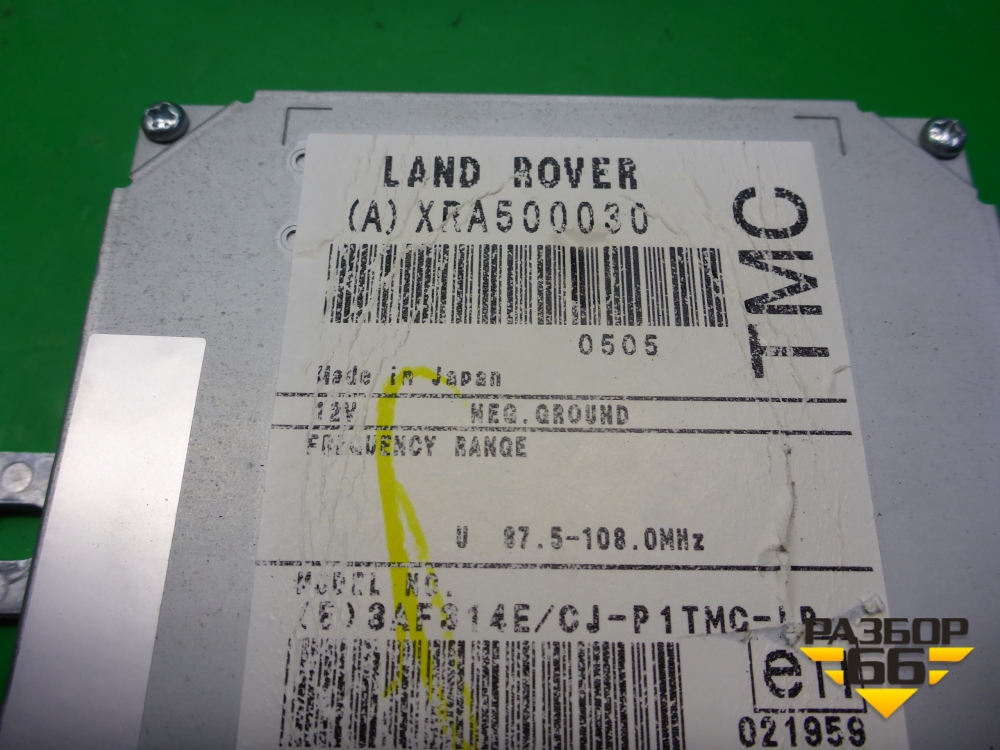 LAND ROVER
(A) XRA500030
TMC
0505
Made in Japan
12V NEG.GROUND
FREQUENCY RANGE
U 87.5-108.0MHz
MODEL NO.
(E)3AF314E/CJ-P1TMC-LR
021959
РАЗБОР
66